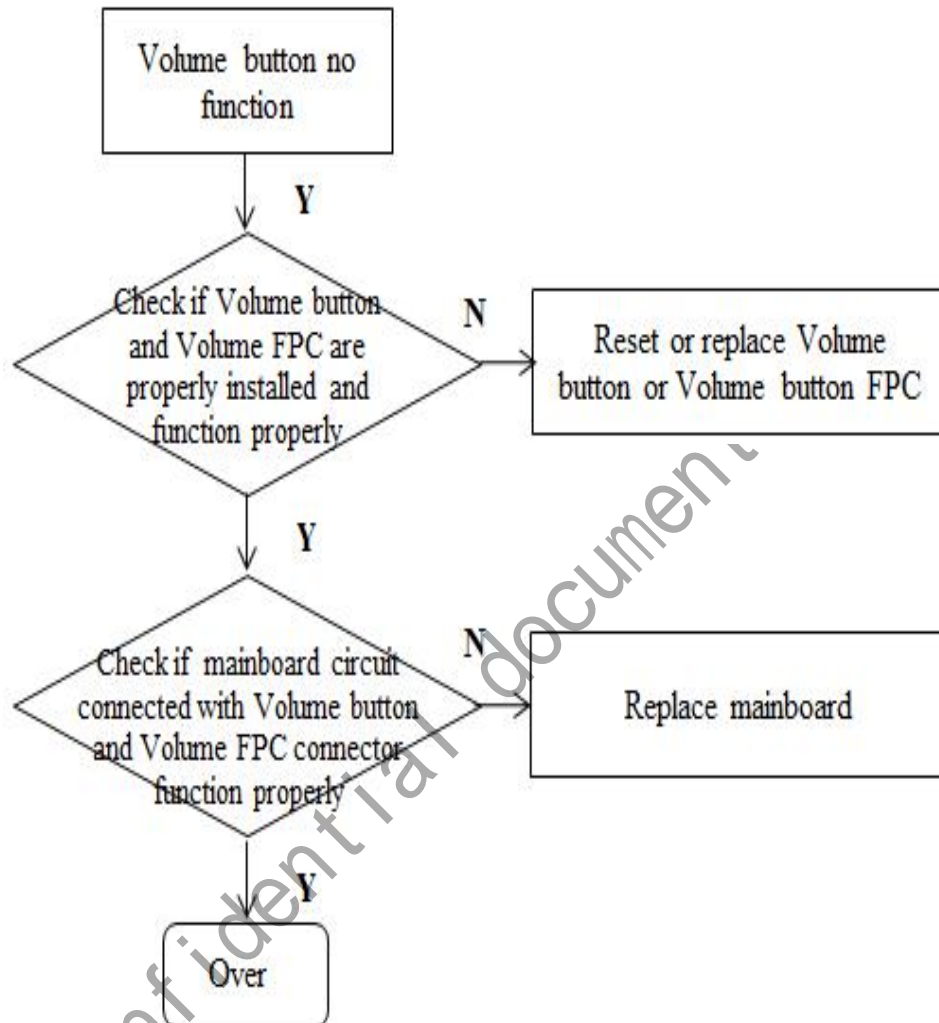 Volume button no
function
Y
Check if Volume button
and Volume FPC are
properly installed and
function properly
N
Reset or replace Volume
button or Volume button FPC
Y
Check if mainboard circuit
connected with Volume button
and Volume FPC connector
function properly
N
Replace mainboard
Y
Over
document